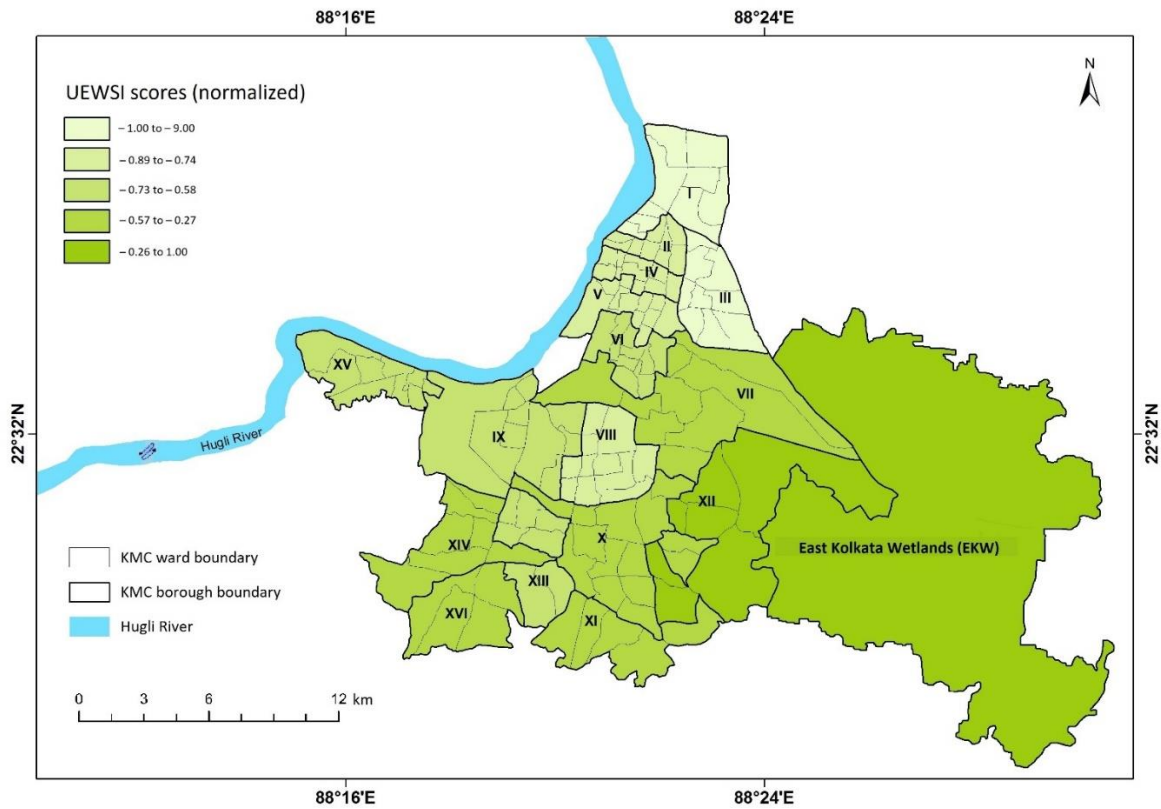 88°16'E
88°24'E
N
UEWSI scores (normalized)
– 1.00 to – 9.00
– 0.89 to – 0.74
– 0.73 to – 0.58
– 0.57 to – 0.27
– 0.26 to 1.00
I
II
IV
V
III
VI
XV
VII
22°32'N
22°32'N
Hugli River
IX
VIII
XII
East Kolkata Wetlands (EKW)
XIV
X
XIII
XVI
XI
KMC ward boundary
KMC borough boundary
Hugli River
0 3 6 12 km
88°16'E
88°24'E